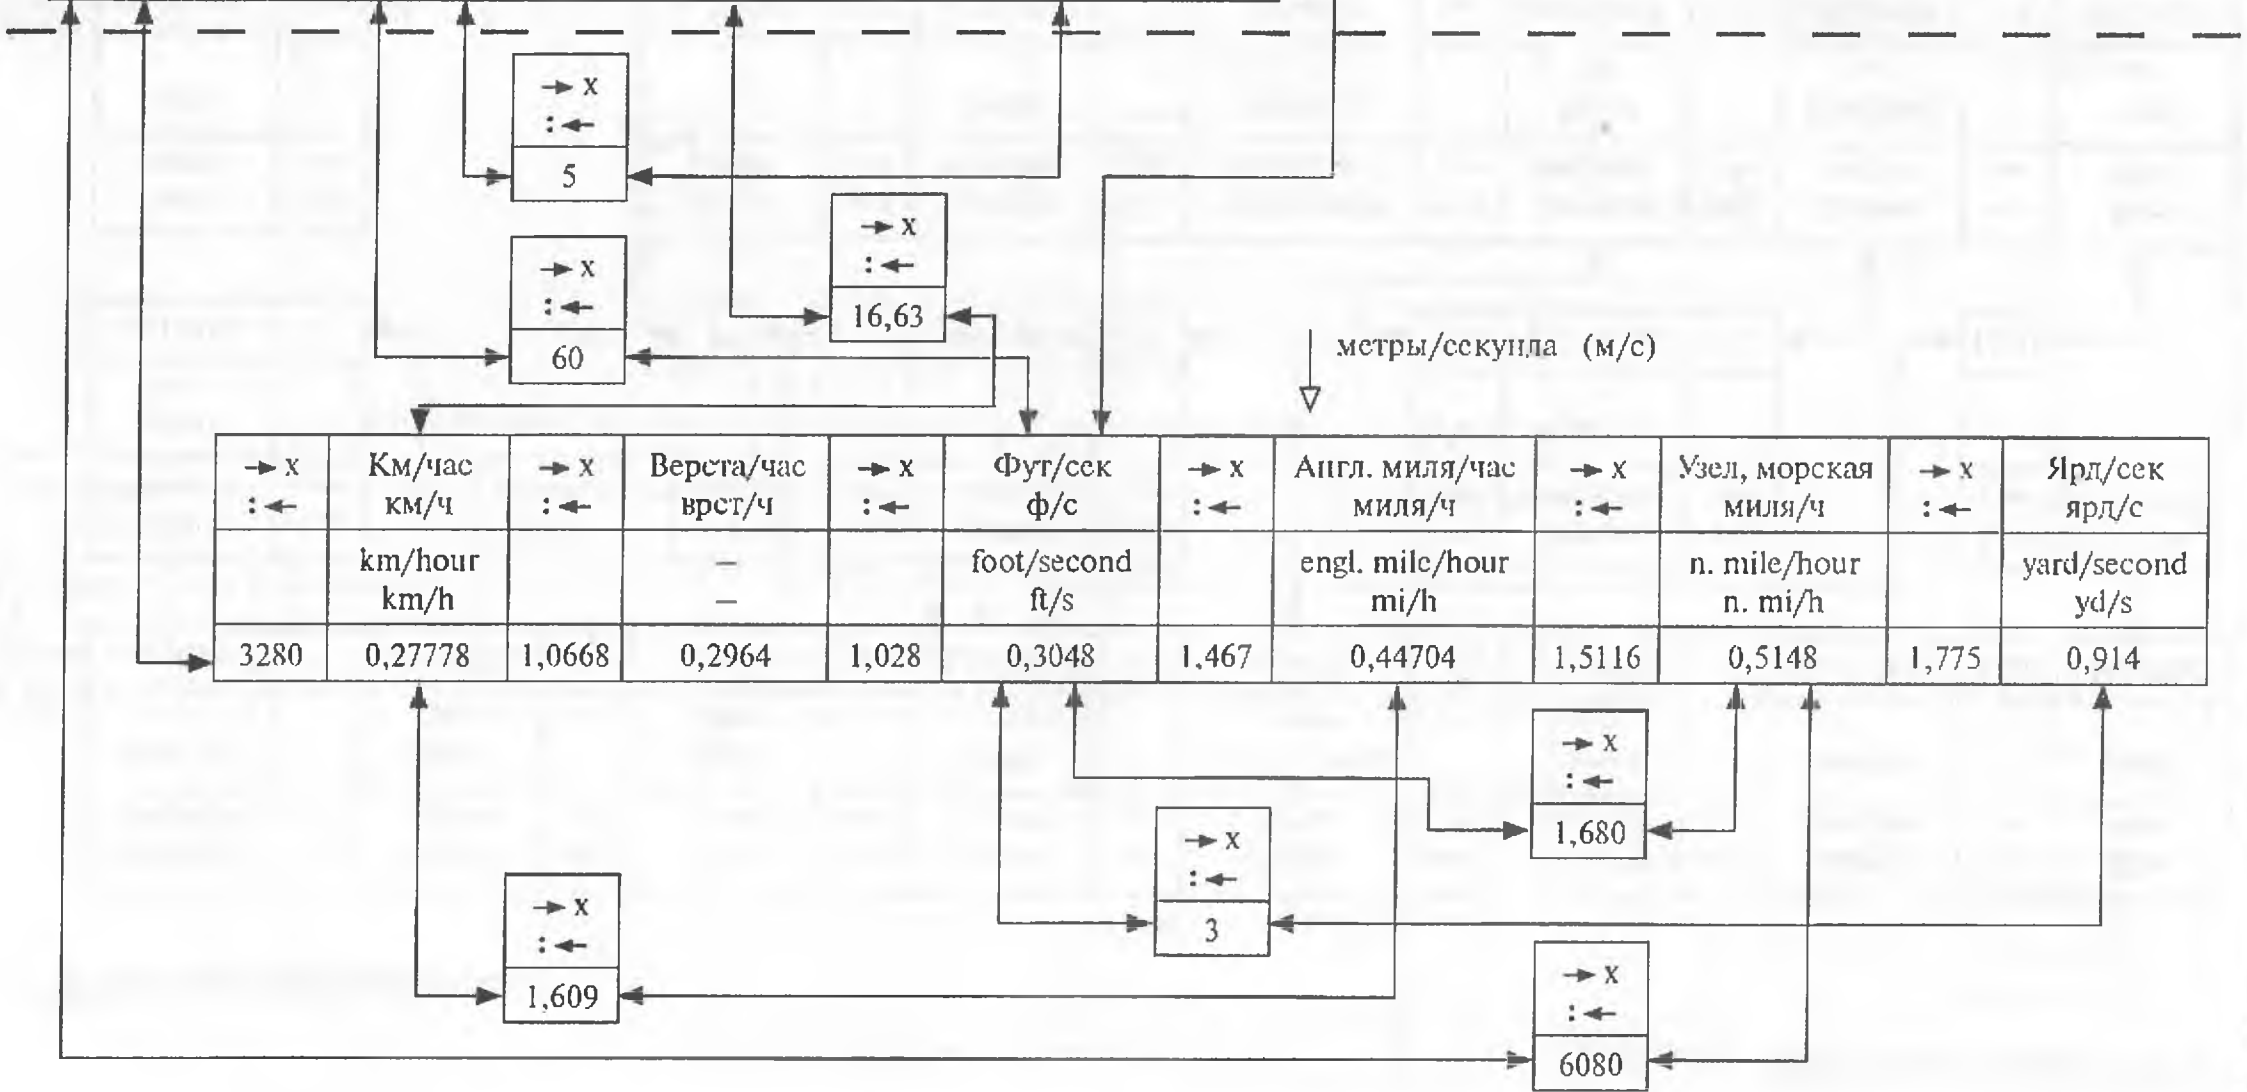 → x
:←
5
→ x
:←
16,63
→ x
:←
60
метры/секунда (м/с)
→ x
:←
Км/час
км/ч
→ x
:←
Верста/час
врст/ч
→ x
:←
Фут/сек
ф/с
→ x
:←
Англ. миля/час
миля/ч
→ x
:←
Узел, морская
миля/ч
→ x
:←
Ярд/сек
ярд/с
km/hour
km/h
–
–
foot/second
ft/s
engl. mile/hour
mi/h
n. mile/hour
n. mi/h
yard/second
yd/s
3280 0,27778 1,0668 0,2964 1,028 0,3048 1,467 0,44704 1,5116 0,5148 1,775 0,914
→ x
:←
1,680
→ x
:←
3
→ x
:←
1,609
→ x
:←
6080